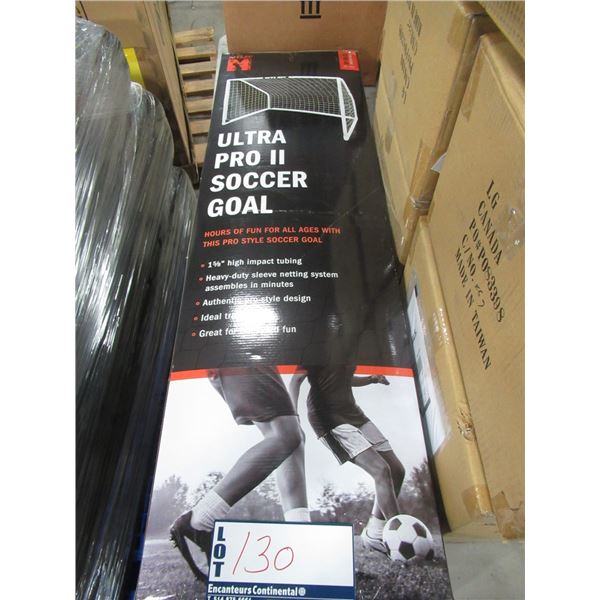 ULTRA
PRO II
SOCCER
GOAL
HOURS OF FUN FOR ALL AGES WITH
THIS PRO STYLE SOCCER GOAL
• 1⅝" high impact tubing
• Heavy-duty sleeve netting system
assembles in minutes
• Authentic pro-style design
• Ideal
• Great for fun
LOT
130
Encanteurs Continental
LG
CANADA
C/NO.
MADE IN TAIWAN